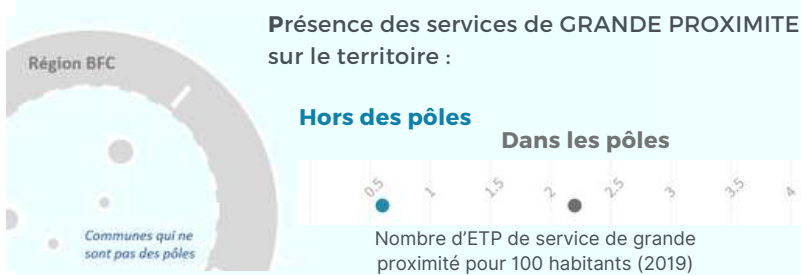 Présence des services de GRANDE PROXIMITE
sur le territoire :
Région BFC
Hors des pôles
Dans les pôles
0.5 1 1.5 2 2.5 3 3.5 4
Communes qui ne
sont pas des pôles
Nombre d'ETP de service de grande
proximité pour 100 habitants (2019)